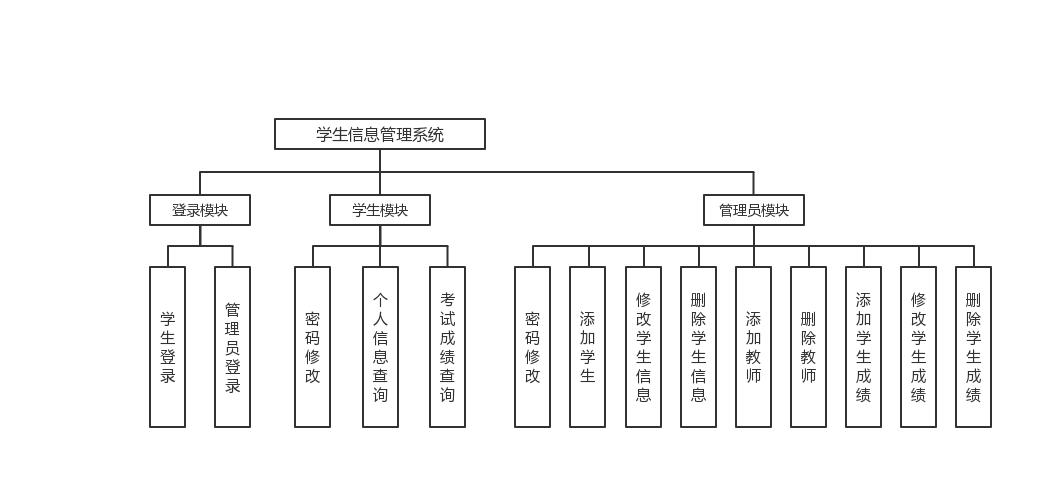 学生信息管理系统
登录模块
学生模块
管理员模块
学生登录
管理员登录
密码修改
个人信息查询
考试成绩查询
密码修改
添加学生
修改学生信息
删除学生信息
添加教师
删除教师
添加学生成绩
修改学生成绩
删除学生成绩